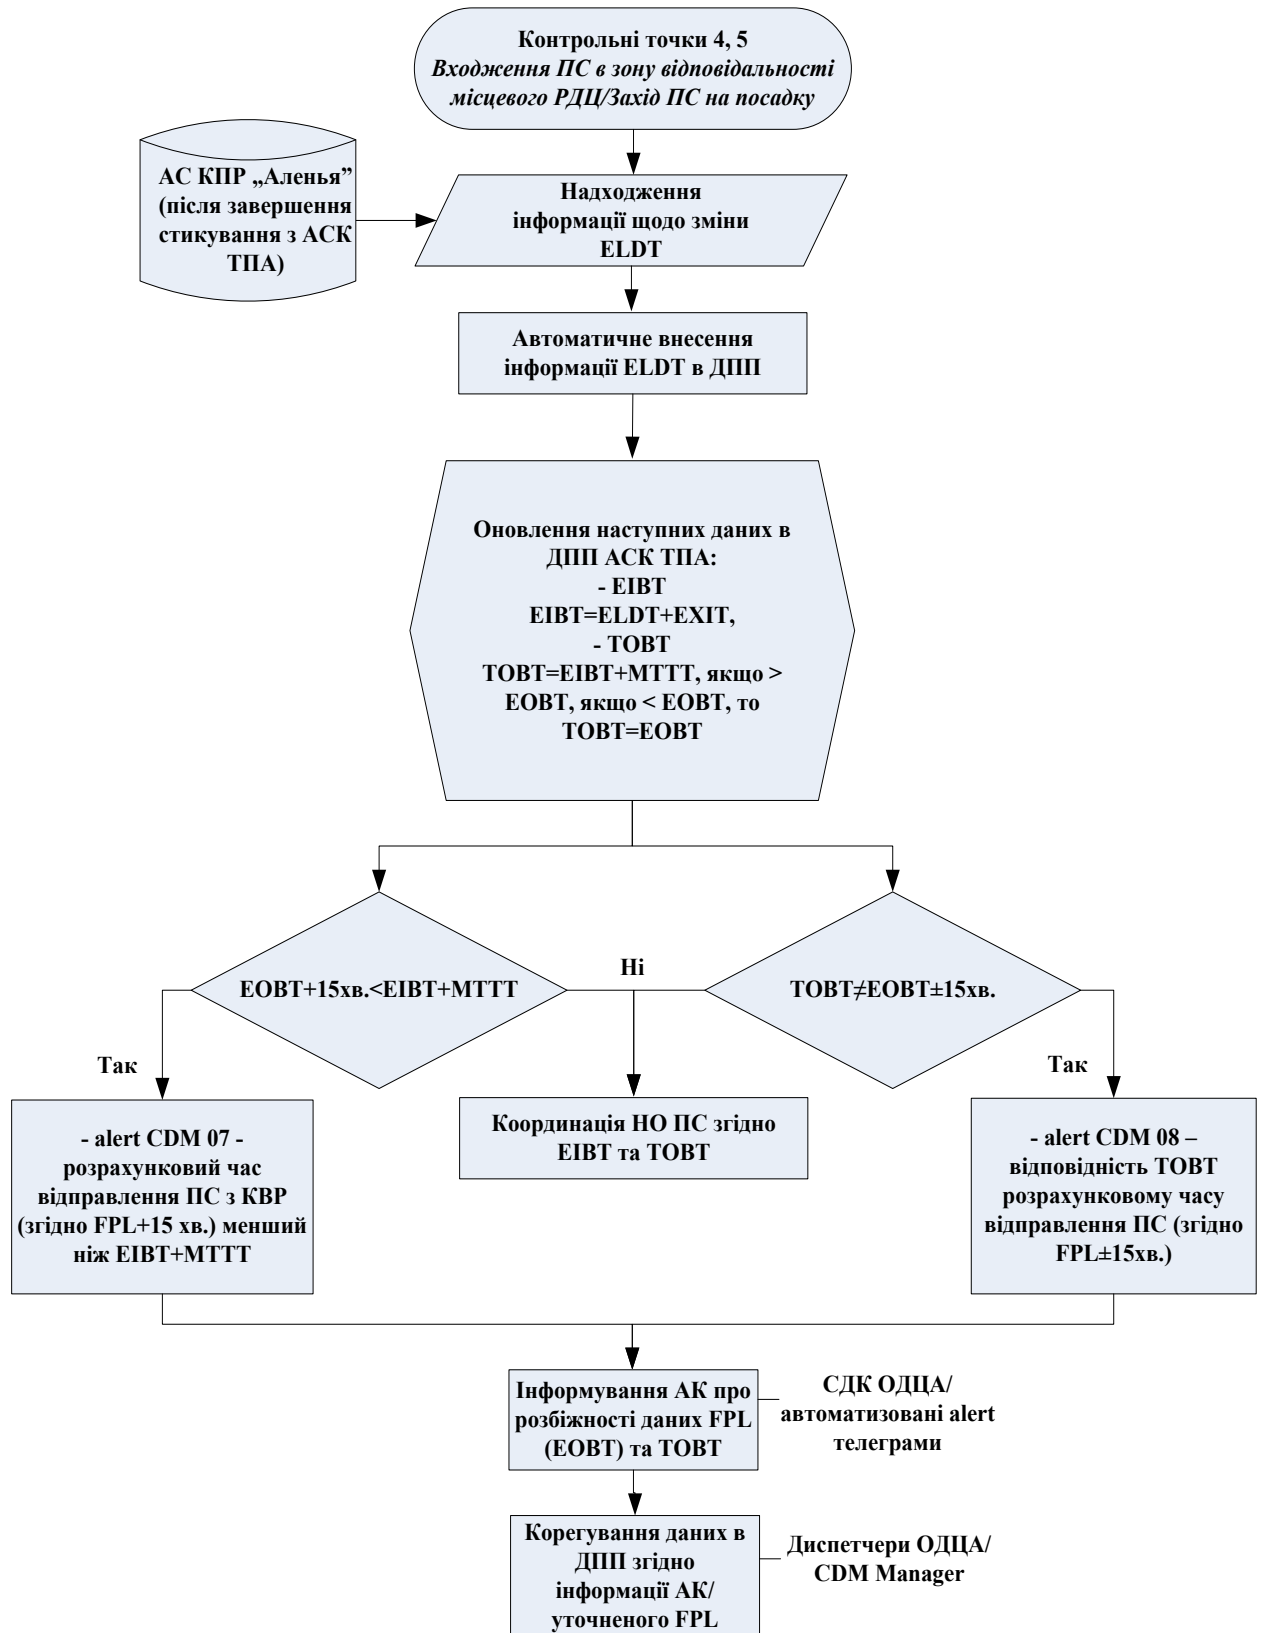 Контрольні точки 4, 5
Входження ПС в зону відповідальності
місцевого РДЦ/Захід ПС на посадку
АС КПР „Аленья”
(після завершення
стикування з АСК
ТПА)
Надходження
інформації щодо зміни
ELDT
Автоматичне внесення
інформації ELDT в ДПП
Оновлення наступних даних в
ДПП АСК ТПА:
- EIBT
EIBT=ELDT+EXIT,
- TOBT
TOBT=EIBT+MTTT, якщо >
EOBT, якщо < EOBT, то
TOBT=EOBT
EOBT+15хв.<EIBT+MTTT
Ні
TOBT≠EOBT±15хв.
Так
Так
- alert CDM 07 -
розрахунковий час
відправлення ПС з КВР
(згідно FPL+15 хв.) менший
ніж EIBT+MTTT
Координація НО ПС згідно
EIBT та TOBT
- alert CDM 08 –
відповідність TOBT
розрахунковому часу
відправлення ПС (згідно
FPL±15хв.)
Інформування АК про
розбіжності даних FPL
(EOBT) та TOBT
СДК ОДЦА/
автоматизовані alert
телеграми
Корегування даних в
ДПП згідно
інформації АК/
уточненого FPL
Диспетчери ОДЦА/
CDM Manager